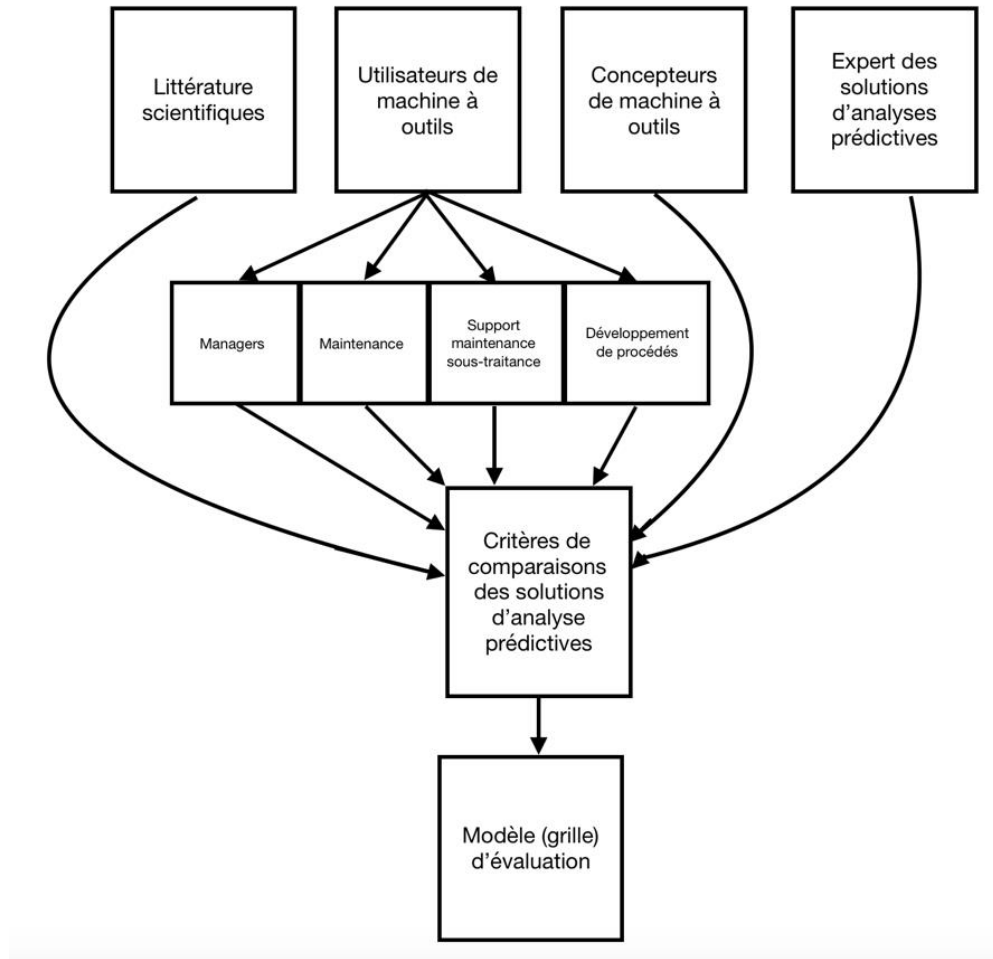 Littérature
scientifiques
Utilisateurs de
machine à
outils
Concepteurs
de machine à
outils
Expert des
solutions
d'analyses
prédictives
Managers
Maintenance
Support
maintenance
sous-traitance
Développement
de procédés
Critères de
comparaisons
des solutions
d'analyse
prédictives
Modèle (grille)
d'évaluation